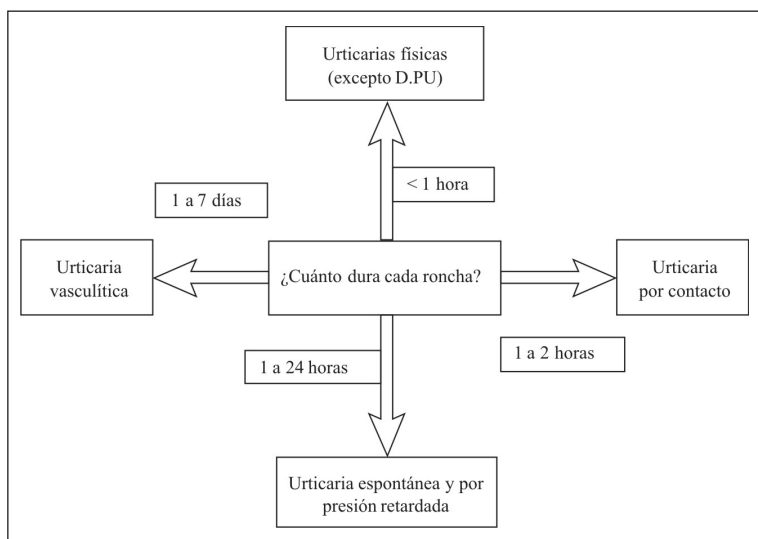 Urticarias físicas
(excepto D.PU)
< 1 hora
1 a 7 días
Urticaria
vasculítica
¿Cuánto dura cada roncha?
Urticaria
por contacto
1 a 24 horas
1 a 2 horas
Urticaria espontánea y por
presión retardada